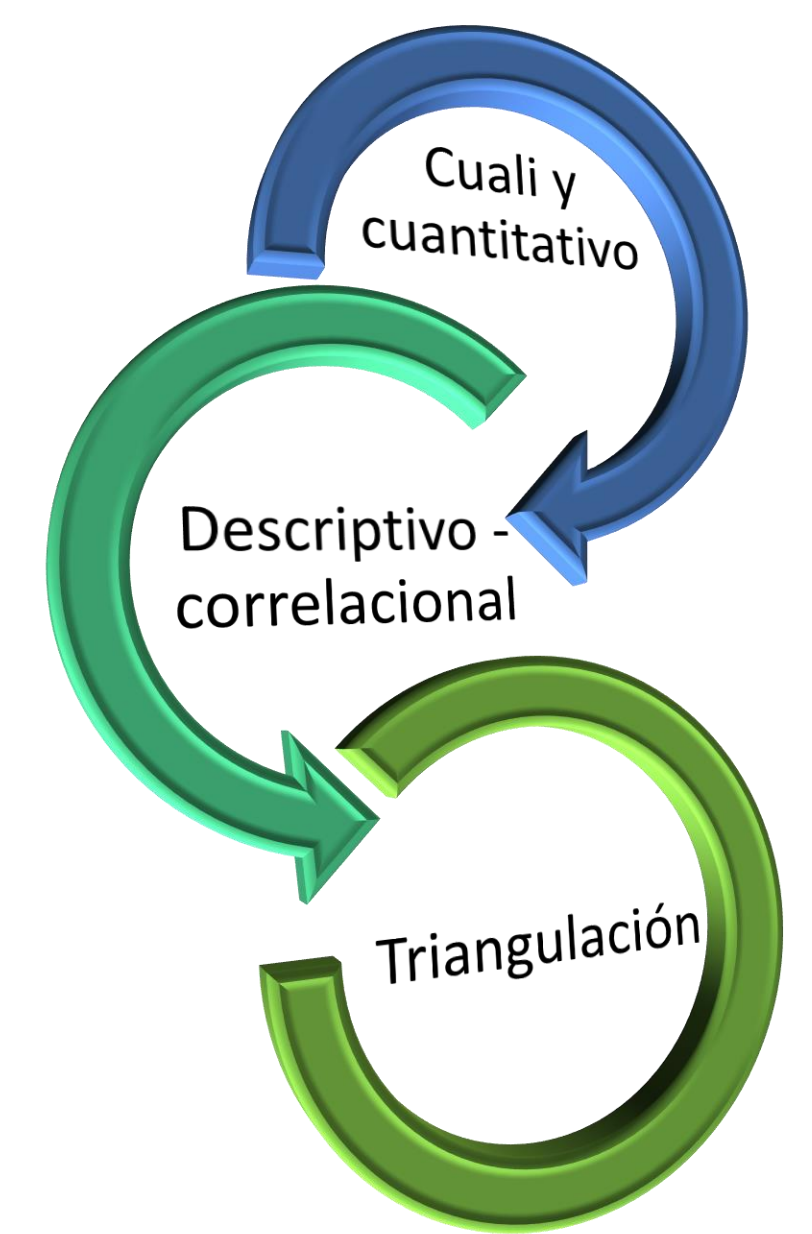 Cuali y
cuantitativo
Descriptivo -
correlacional
Triangulación